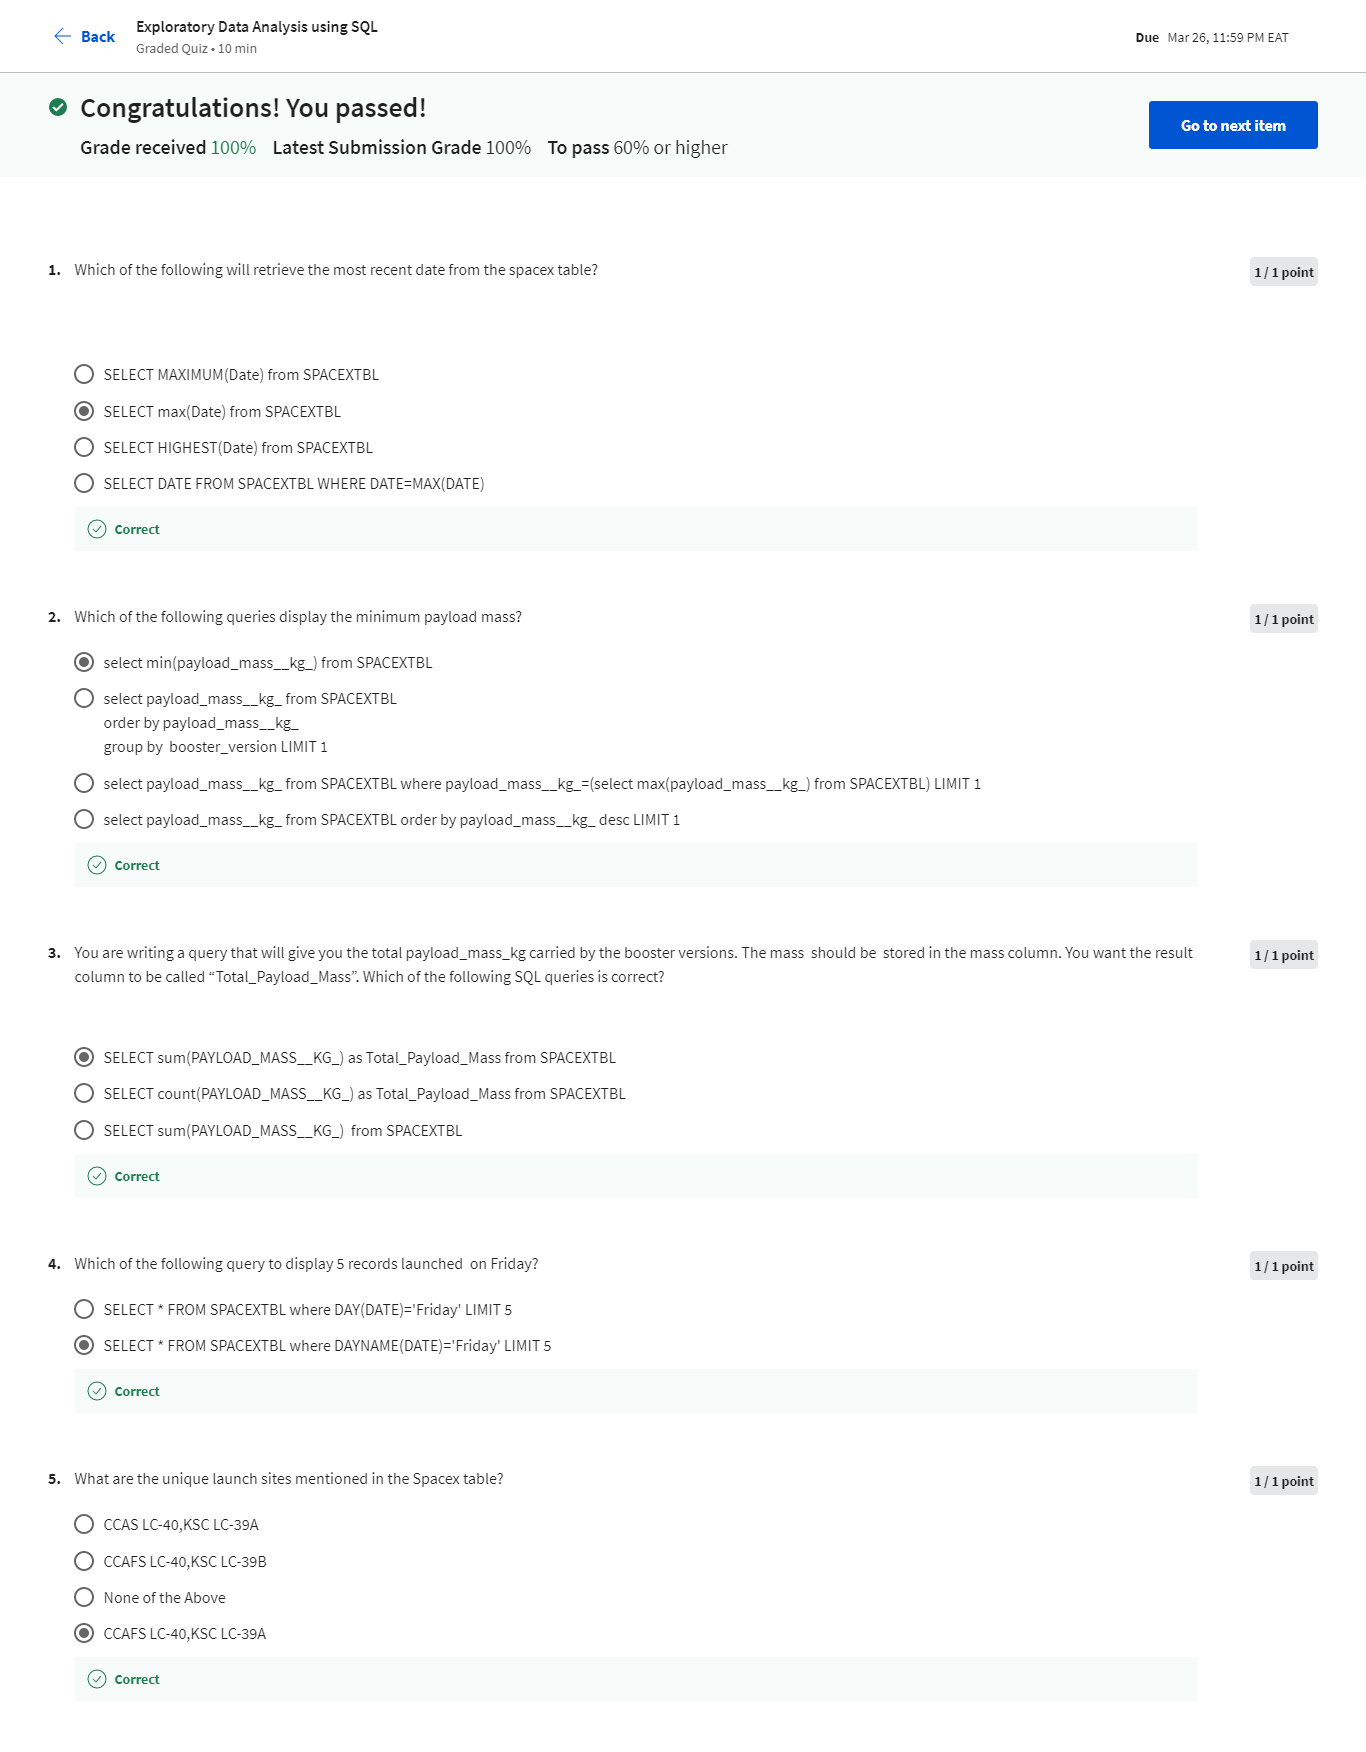 Back
Exploratory Data Analysis using SQL
Graded Quiz • 10 min
Due Mar 26, 11:59 PM EAT
Congratulations! You passed!
Grade received 100% Latest Submission Grade 100% To pass 60% or higher
Go to next item
1. Which of the following will retrieve the most recent date from the spacex table?
1 / 1 point
SELECT MAXIMUM(Date) from SPACEXTBL
SELECT max(Date) from SPACEXTBL
SELECT HIGHEST(Date) from SPACEXTBL
SELECT DATE FROM SPACEXTBL WHERE DATE=MAX(DATE)
Correct
2. Which of the following queries display the minimum payload mass?
1 / 1 point
select min(payload_mass__kg_) from SPACEXTBL
select payload_mass__kg_ from SPACEXTBL
order by payload_mass__kg_
group by booster_version LIMIT 1
select payload_mass__kg_ from SPACEXTBL where payload_mass__kg_=(select max(payload_mass__kg_) from SPACEXTBL) LIMIT 1
select payload_mass__kg_ from SPACEXTBL order by payload_mass__kg_ desc LIMIT 1
Correct
3. You are writing a query that will give you the total payload_mass_kg carried by the booster versions. The mass should be stored in the mass column. You want the result
column to be called “Total_Payload_Mass”. Which of the following SQL queries is correct?
1 / 1 point
SELECT sum(PAYLOAD_MASS__KG_) as Total_Payload_Mass from SPACEXTBL
SELECT count(PAYLOAD_MASS__KG_) as Total_Payload_Mass from SPACEXTBL
SELECT sum(PAYLOAD_MASS__KG_) from SPACEXTBL
Correct
4. Which of the following query to display 5 records launched on Friday?
1 / 1 point
SELECT * FROM SPACEXTBL where DAY(DATE)='Friday' LIMIT 5
SELECT * FROM SPACEXTBL where DAYNAME(DATE)='Friday' LIMIT 5
Correct
5. What are the unique launch sites mentioned in the Spacex table?
1 / 1 point
CCAS LC-40,KSC LC-39A
CCAFS LC-40,KSC LC-39B
None of the Above
CCAFS LC-40,KSC LC-39A
Correct